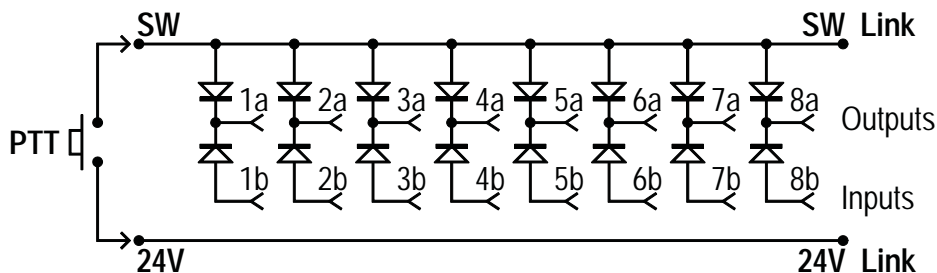 SW SW Link
1a 2a 3a 4a 5a 6a 7a 8a Outputs
PTT
1b 2b 3b 4b 5b 6b 7b 8b Inputs
24V 24V Link